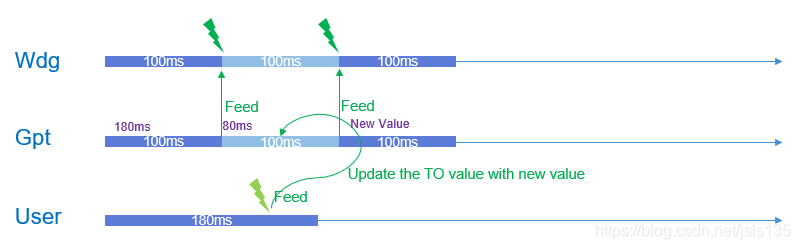 Wdg
100ms
100ms
100ms
Feed
Feed
180ms
80ms
New Value
Gpt
100ms
100ms
100ms
Update the TO value with new value
Feed
User
180ms
https://blog.csdn.net/jsls135